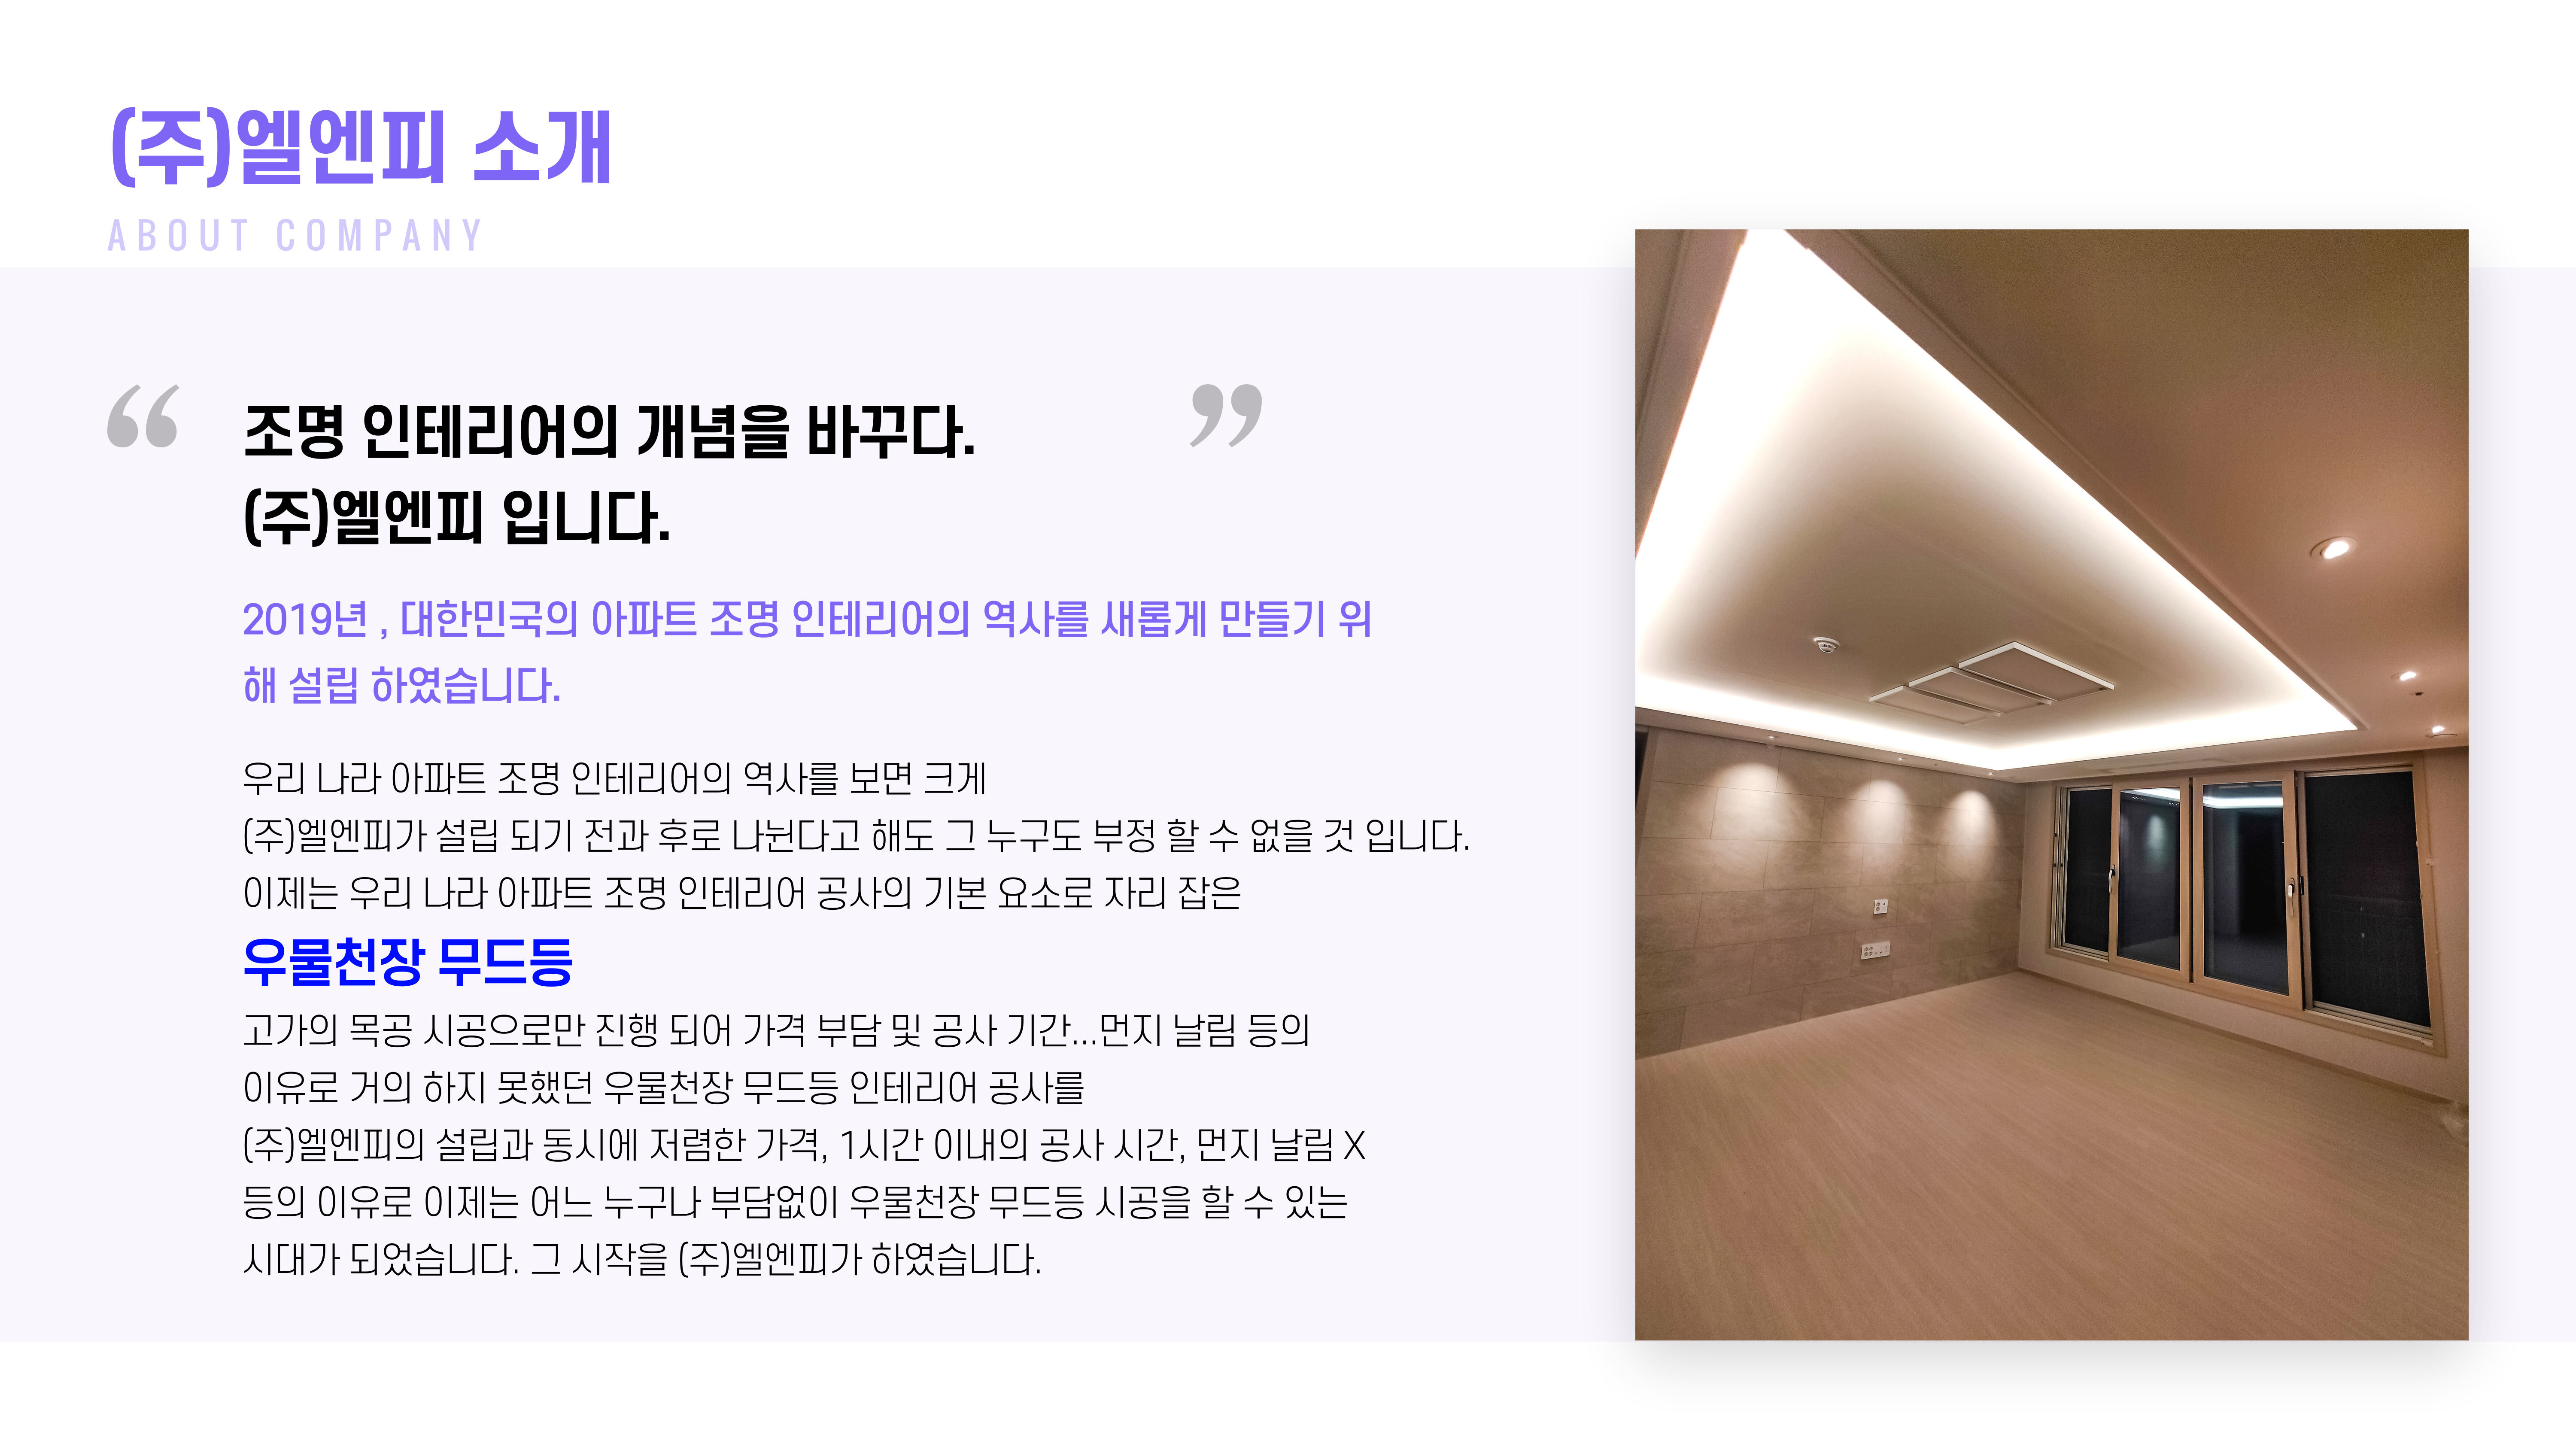 (주)엘엔피 소개
ABOUT COMPANY
“ 조명 인테리어의 개념을 바꾸다. ”
(주)엘엔피 입니다.
2019년 , 대한민국의 아파트 조명 인테리어의 역사를 새롭게 만들기 위
해 설립 하였습니다.
우리 나라 아파트 조명 인테리어의 역사를 보면 크게
(주)엘엔피가 설립 되기 전과 후로 나뉜다고 해도 그 누구도 부정 할 수 없을 것 입니다.
이제는 우리 나라 아파트 조명 인테리어 공사의 기본 요소로 자리 잡은
우물천장 무드등
고가의 목공 시공으로만 진행 되어 가격 부담 및 공사 기간...먼지 날림 등의
이유로 거의 하지 못했던 우물천장 무드등 인테리어 공사를
(주)엘엔피의 설립과 동시에 저렴한 가격, 1시간 이내의 공사 시간, 먼지 날림 X
등의 이유로 이제는 어느 누구나 부담없이 우물천장 무드등 시공을 할 수 있는
시대가 되었습니다. 그 시작을 (주)엘엔피가 하였습니다.